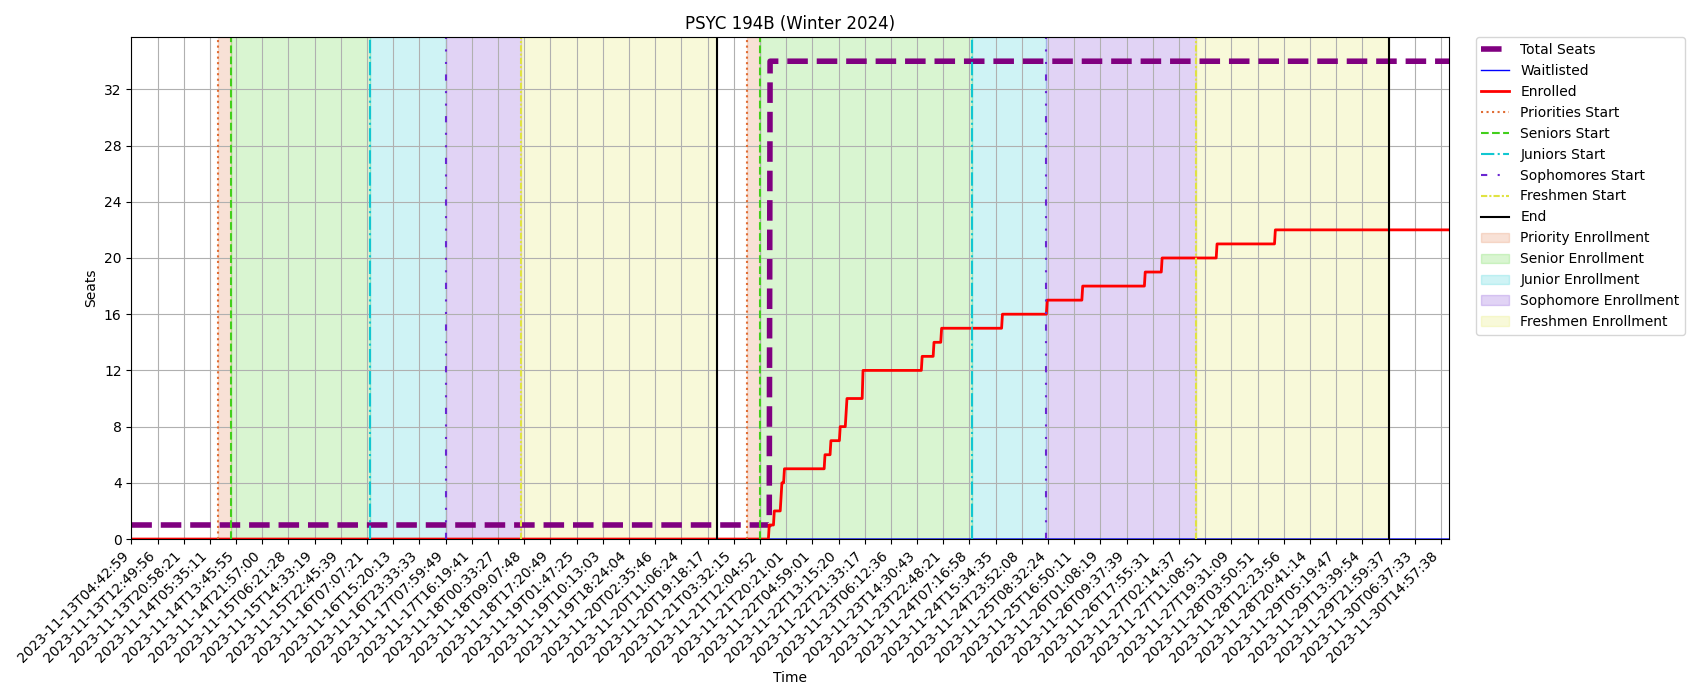 PSYC 194B (Winter 2024)
Seats
32
28
24
20
16
12
8
4
0
2023-11-13T04:42:59
2023-11-13T12:49:56
2023-11-13T20:58:21
2023-11-14T05:35:11
2023-11-14T13:45:55
2023-11-14T21:57:00
2023-11-15T06:21:28
2023-11-15T14:33:19
2023-11-15T22:45:39
2023-11-16T07:07:21
2023-11-16T15:20:13
2023-11-16T23:33:33
2023-11-17T07:59:49
2023-11-17T16:19:41
2023-11-18T00:33:27
2023-11-18T09:07:48
2023-11-18T17:20:49
2023-11-19T01:47:25
2023-11-19T10:13:03
2023-11-19T18:24:04
2023-11-20T02:35:46
2023-11-20T11:06:24
2023-11-20T19:18:17
2023-11-21T03:32:15
2023-11-21T12:04:52
2023-11-21T20:21:01
2023-11-22T04:59:01
2023-11-22T13:15:20
2023-11-22T21:33:17
2023-11-23T06:12:36
2023-11-23T14:30:43
2023-11-23T22:48:21
2023-11-24T07:16:58
2023-11-24T15:34:35
2023-11-24T23:52:08
2023-11-25T08:32:24
2023-11-25T16:50:11
2023-11-26T01:08:19
2023-11-26T09:37:39
2023-11-26T17:55:31
2023-11-27T02:14:37
2023-11-27T11:08:51
2023-11-27T19:31:09
2023-11-28T03:50:51
2023-11-28T12:23:56
2023-11-28T20:41:14
2023-11-29T05:19:47
2023-11-29T13:39:54
2023-11-29T21:59:37
2023-11-30T06:37:33
2023-11-30T14:57:38
Time
Total Seats
Waitlisted
Enrolled
Priorities Start
Seniors Start
Juniors Start
Sophomores Start
Freshmen Start
End
Priority Enrollment
Senior Enrollment
Junior Enrollment
Sophomore Enrollment
Freshmen Enrollment